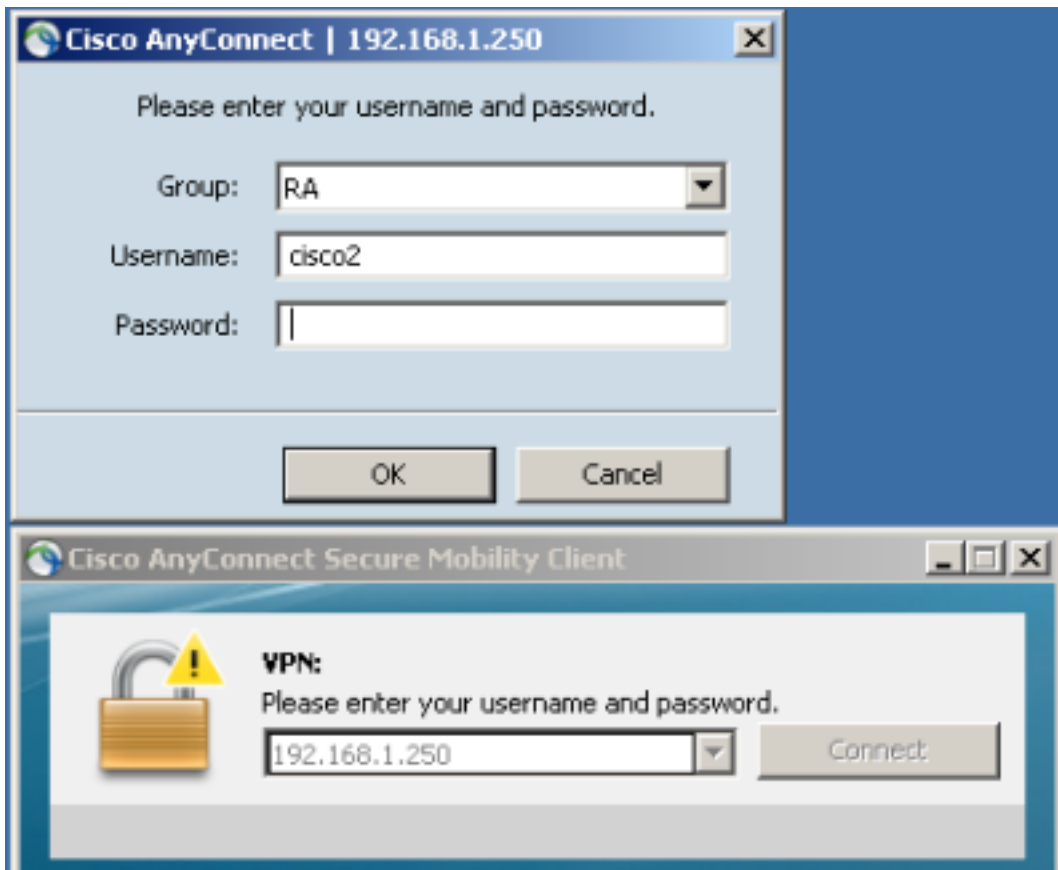 Cisco AnyConnect | 192.168.1.250
Please enter your username and password.
Group: RA
Username: cisco2
Password:
OK Cancel
Cisco AnyConnect Secure Mobility Client
VPN:
Please enter your username and password.
192.168.1.250 Connect